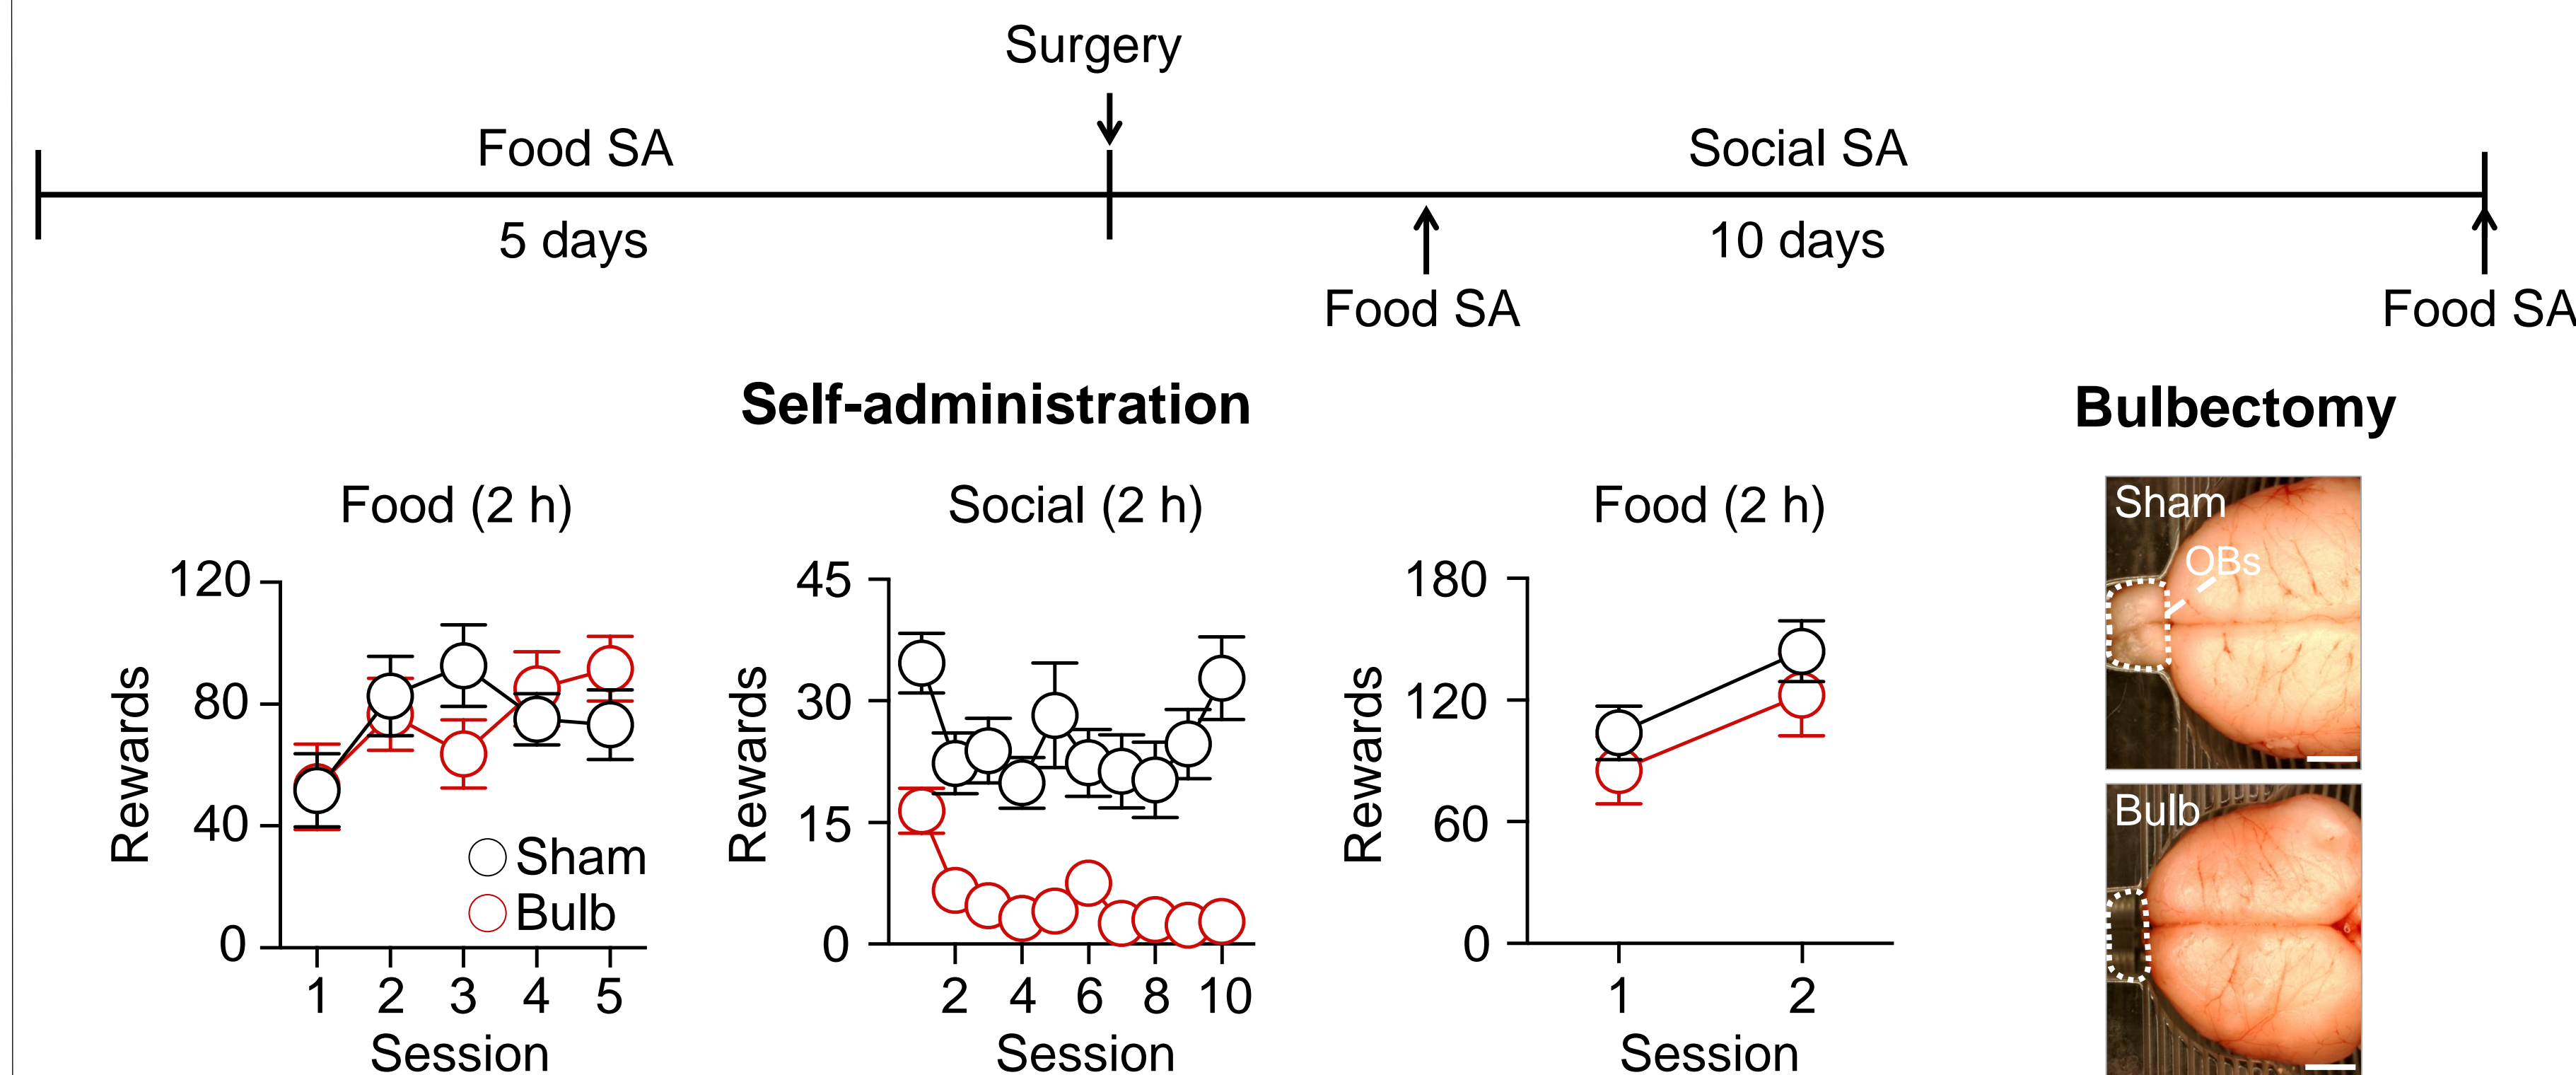 Surgery
Food SA
Social SA
5 days
10 days
Food SA
Food SA
Self-administration
Bulbectomy
Food (2 h)
Rewards
120
80
40
0
1 2 3 4 5
Session
Sham
Bulb
Social (2 h)
Rewards
45
30
15
0
2 4 6 8 10
Session
Food (2 h)
Rewards
180
120
60
0
1 2
Session
Sham
OBs
Bulb